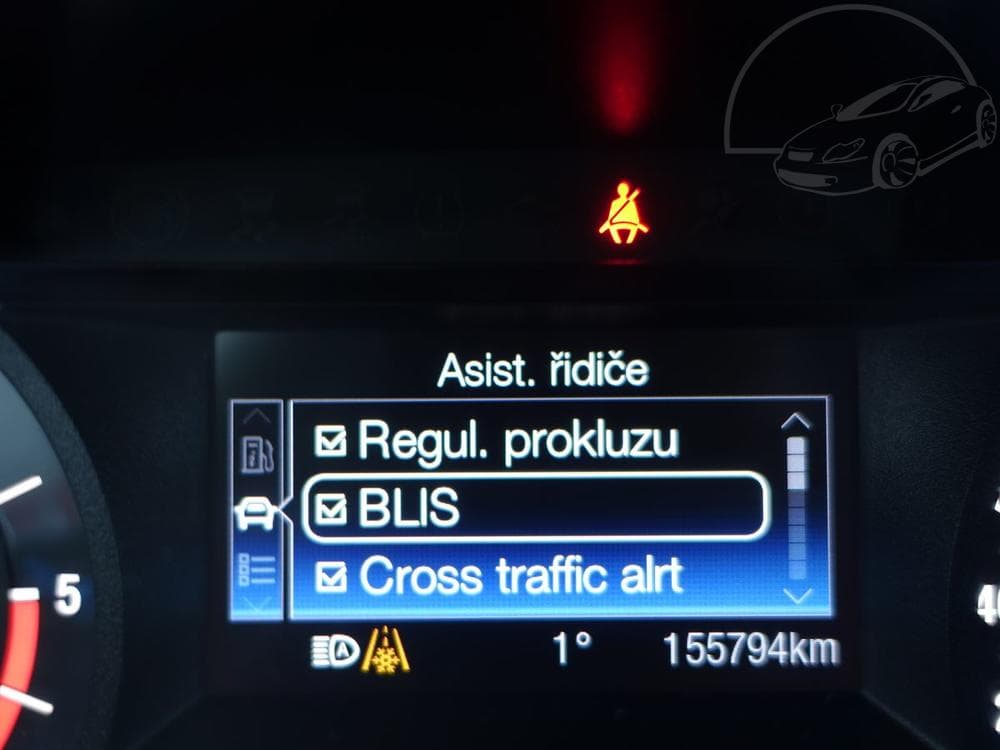 Asist. řidiče
Regul. prokluzu
BLIS
Cross traffic alrt
5
A
1° 155794km